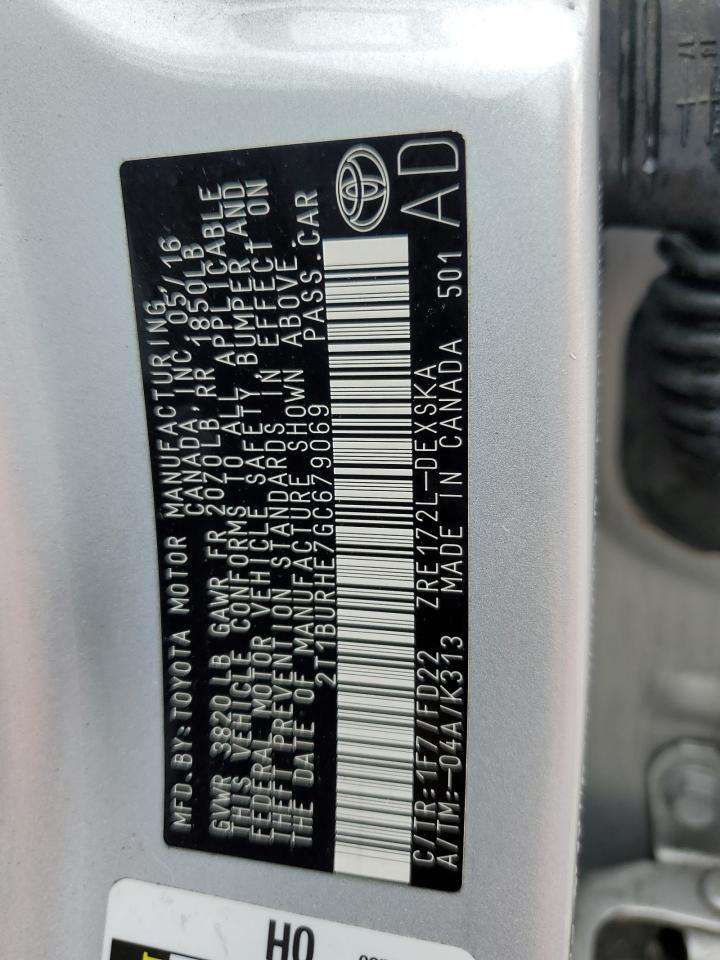 MFD.BY:TOYOTA MOTOR MANUFACTURING,
CANADA, INC. 05/16
GVWR 3820LB GAWR FR 2070LB RR 1850LB
THIS VEHICLE CONFORMS TO ALL APPLICABLE
FEDERAL MOTOR VEHICLE SAFETY, BUMPER, AND
THEFT PREVENTION STANDARDS IN EFFECT ON
THE DATE OF MANUFACTURE SHOWN ABOVE.
2T1BURHE7GC679069 PASS.CAR
C/TR:1F7/FD22 ZRE172L-DEXSKA AD
A/TM:-04A/K313 MADE IN CANADA 501
HO